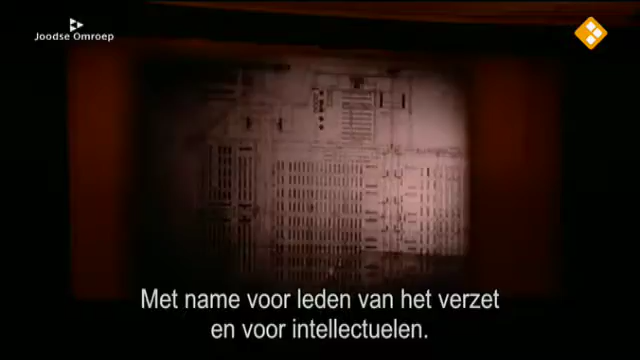 Joodse Omroep
Met name voor leden van het verzet
en voor intellectuelen.